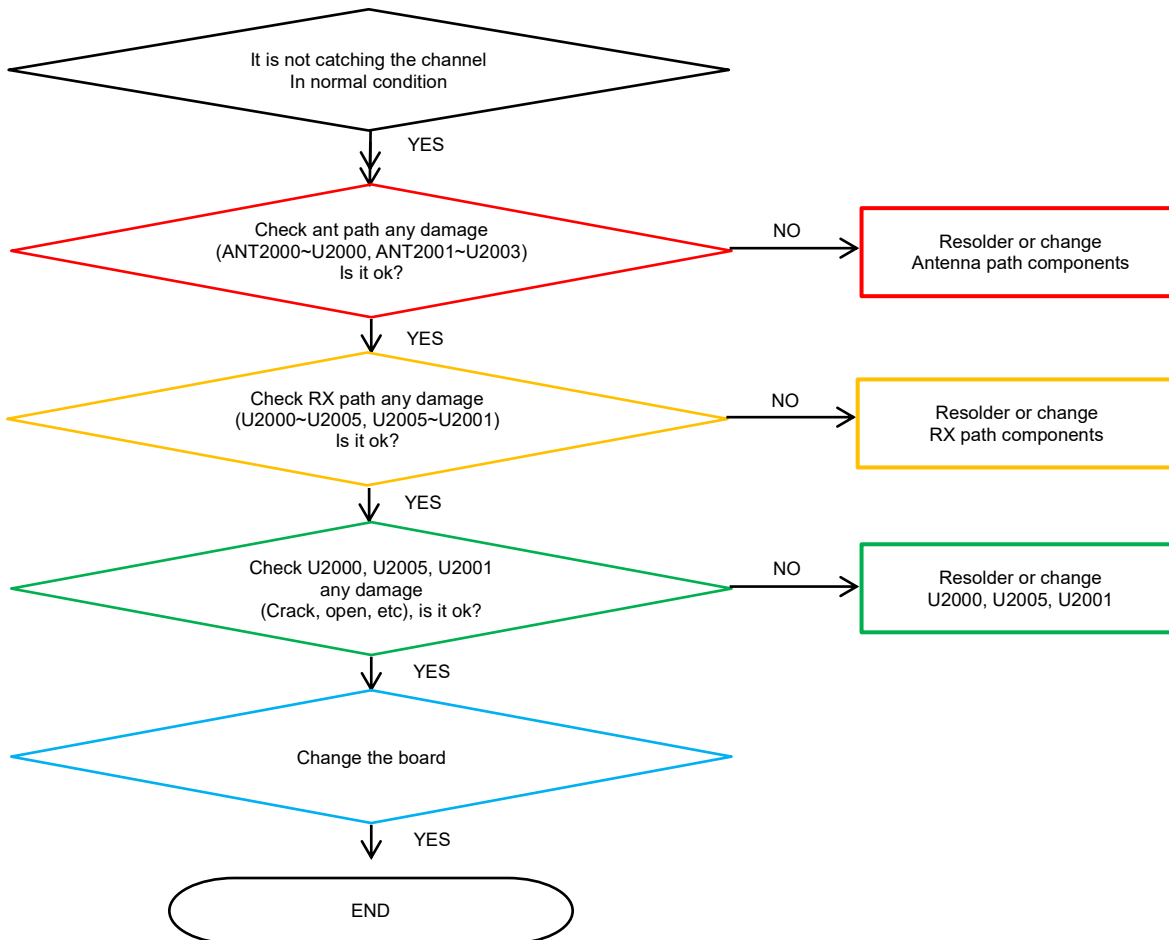 It is not catching the channel
In normal condition
YES
Check ant path any damage
(ANT2000~U2000, ANT2001~U2003)
Is it ok?
NO
Resolder or change
Antenna path components
YES
Check RX path any damage
(U2000~U2005, U2005~U2001)
Is it ok?
NO
Resolder or change
RX path components
YES
Check U2000, U2005, U2001
any damage
(Crack, open, etc), is it ok?
NO
Resolder or change
U2000, U2005, U2001
YES
Change the board
YES
END